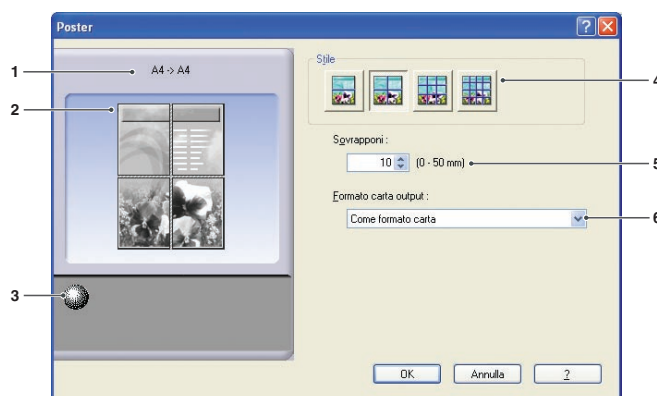 Poster
1
A4 -> A4
2
3
Stile
4
Sovrapponi :
10 (0 - 50 mm)
5
Formato carta output :
Come formato carta
6
OK Annulla ?